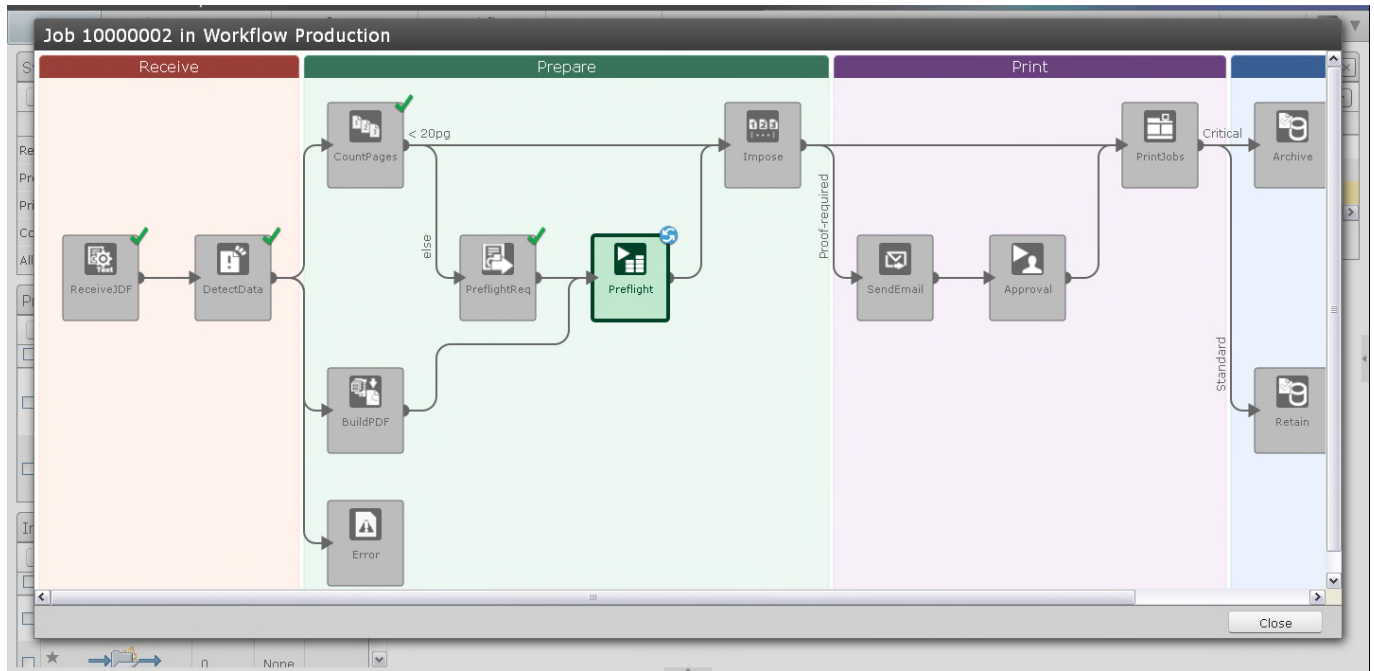 Job 10000002 in Workflow Production
Receive
Prepare
Print
CountPages
< 20pg
Impose
PrintJobs
Critical
Archive
else
Proof-required
ReceiveJDF
DetectData
PreflightReq
Preflight
SendEmail
Approval
Standard
BuildPDF
Retain
Error
Close
0
None